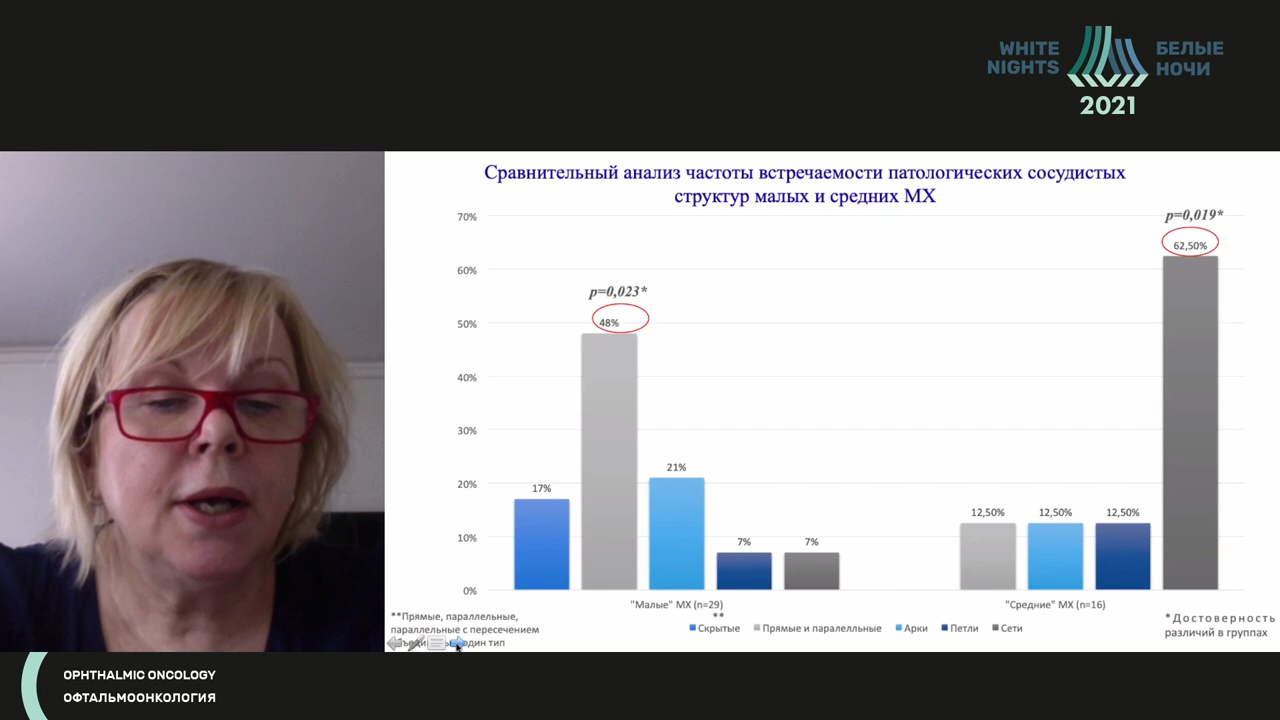 WHITE
NIGHTS
БЕЛЫЕ
НОЧИ
2021
Сравнительный анализ частоты встречаемости патологических сосудистых
структур малых и средних МХ
70%
60%
50%
40%
30%
20%
10%
0%
p=0,023*
p=0,019*
17%
48%
21%
7%
7%
12,50%
12,50%
12,50%
62,50%
"Малые" МХ (n=29)
"Средние" МХ (n=16)
**
Скрытые
Прямые и паралелльные
Арки
Петли
Сети
**Прямые, параллельные,
параллельные с пересечением
один тип
* Достоверность
различий в группах
OPHTHALMIC ONCOLOGY
ОФТАЛЬМООНКОЛОГИЯ